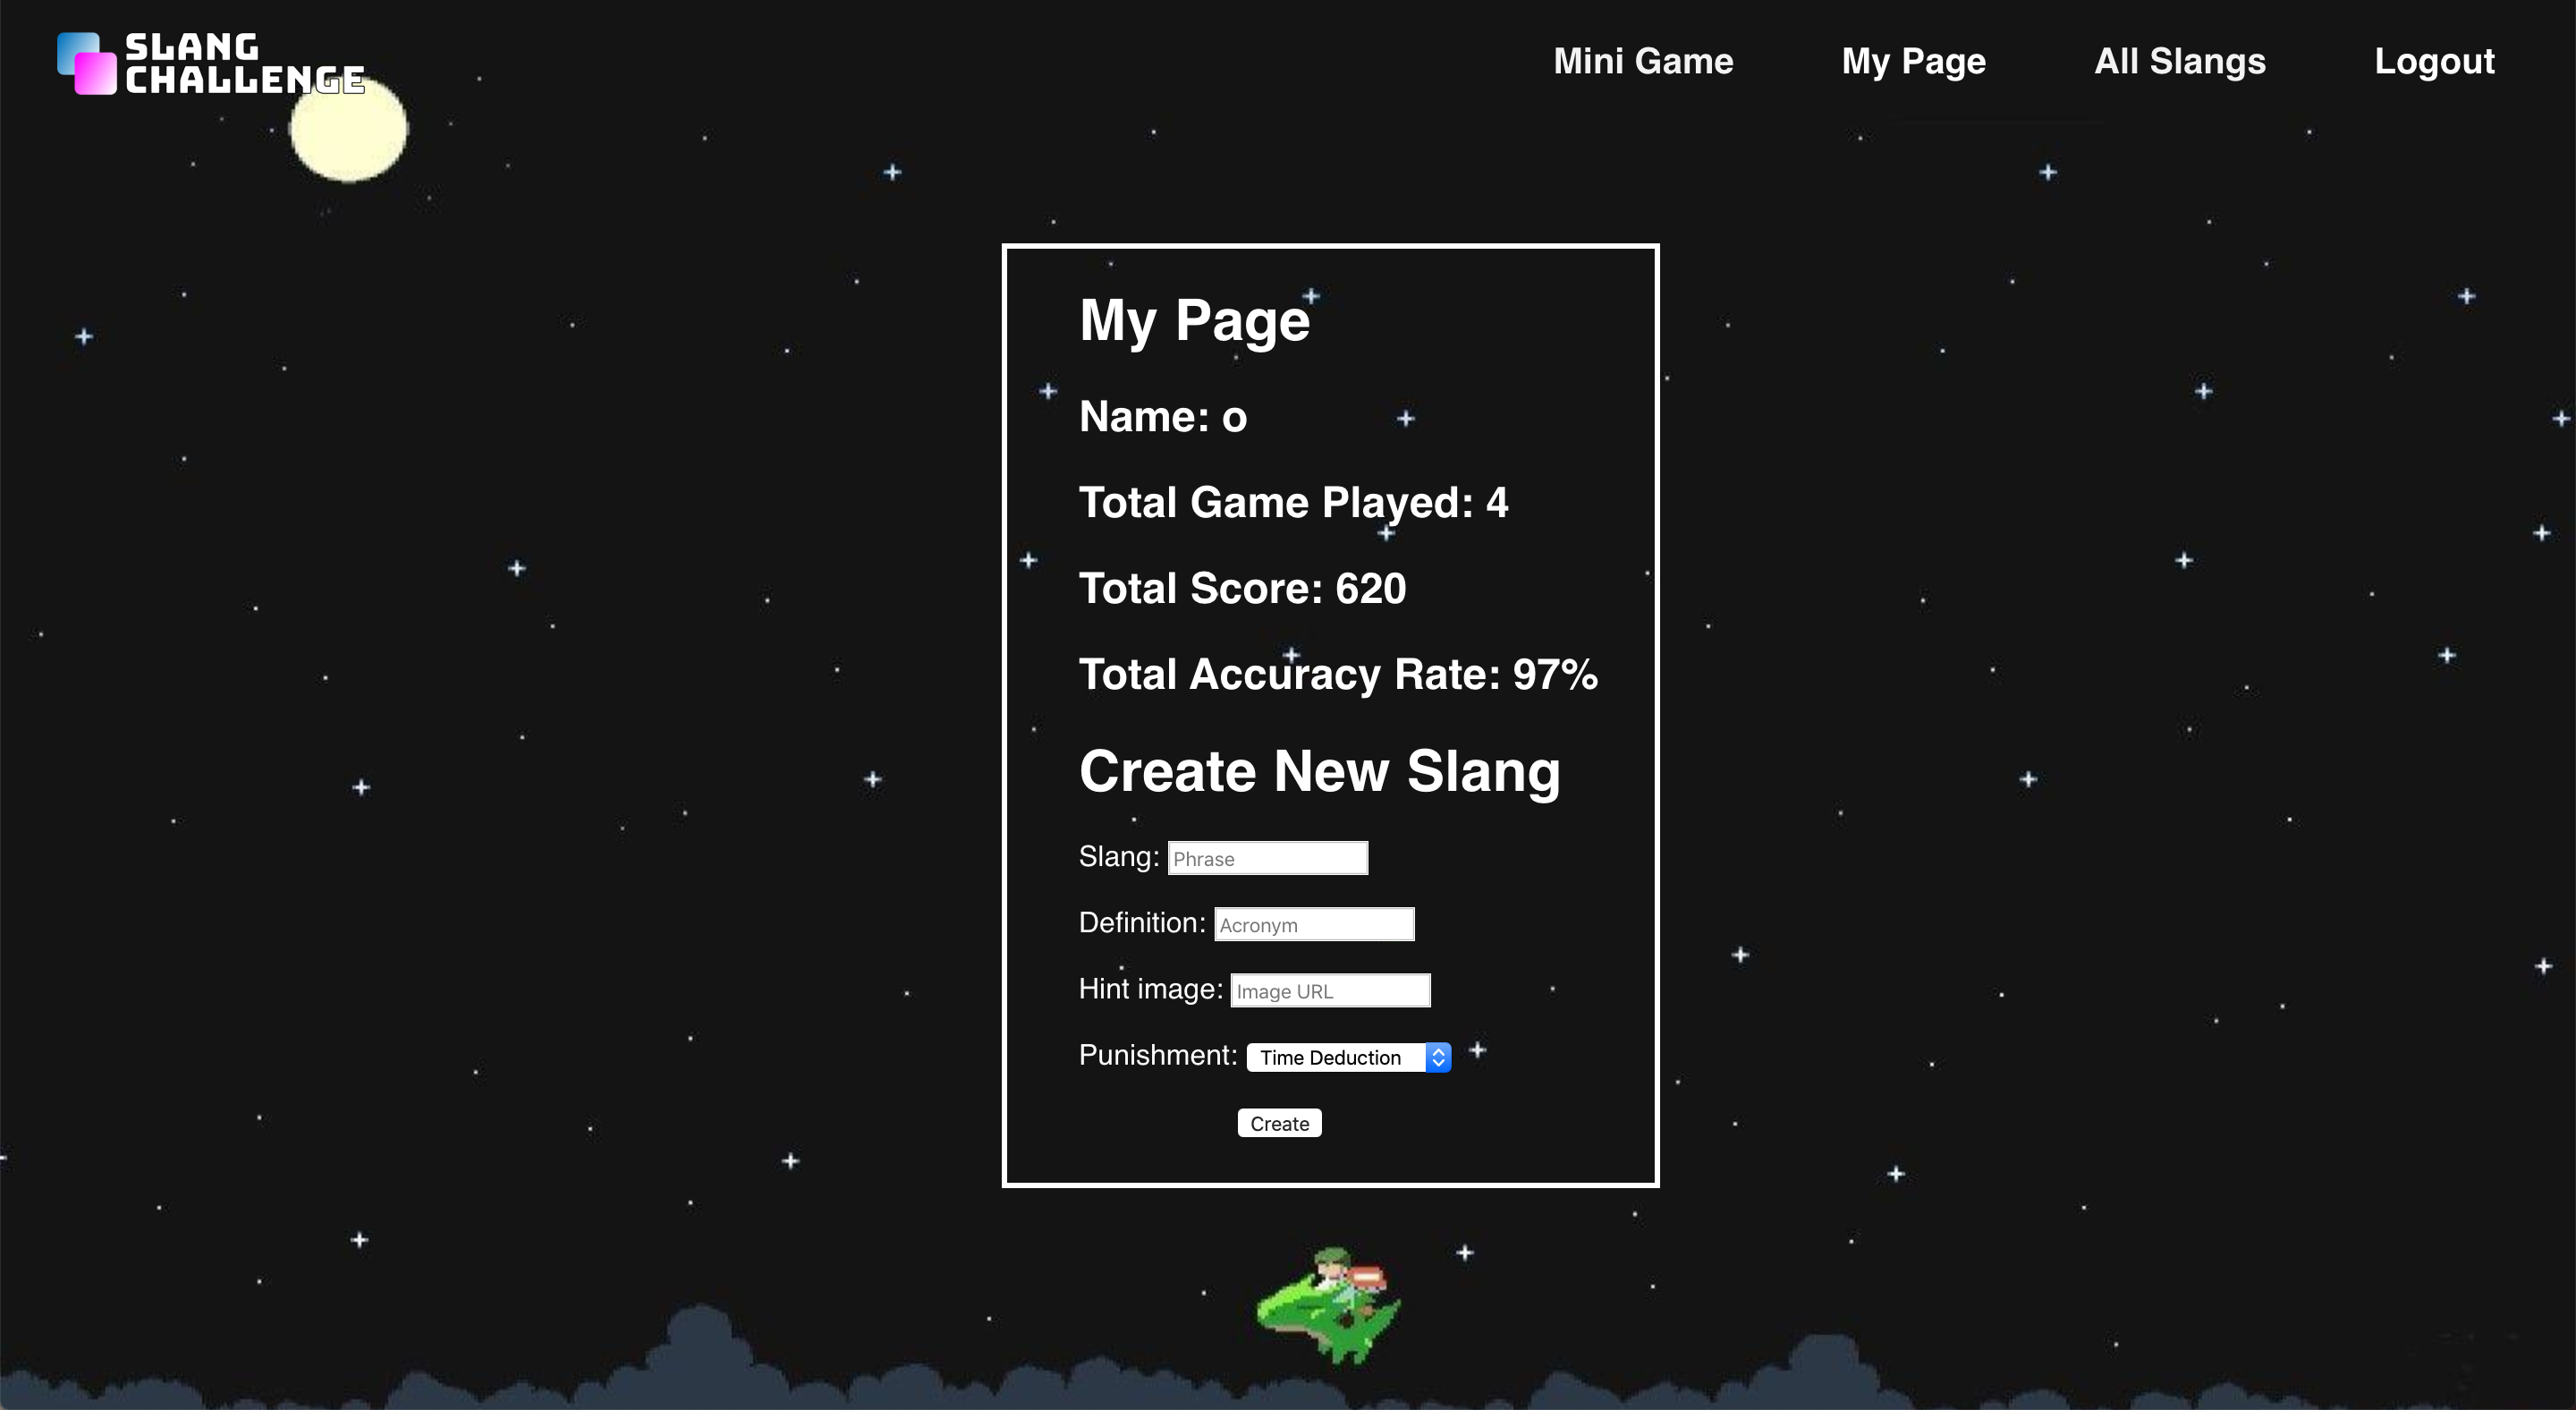 SLANG
CHALLENGE
Mini Game My Page All Slangs Logout
My Page
Name: o
Total Game Played: 4
Total Score: 620
Total Accuracy Rate: 97%
Create New Slang
Slang: Phrase
Definition: Acronym
Hint image: Image URL
Punishment: Time Deduction
Create